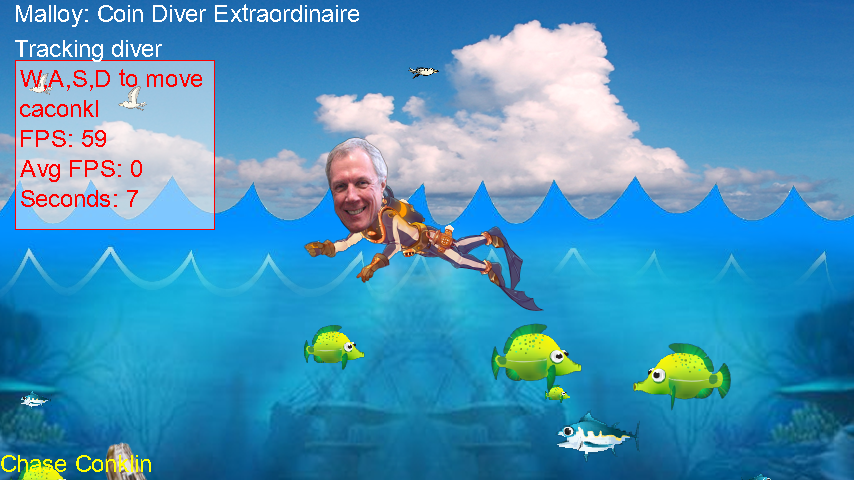 Malloy: Coin Diver Extraordinaire
Tracking diver
W,A,S,D to move
caconkl
FPS: 59
Avg FPS: 0
Seconds: 7
Chase Conklin